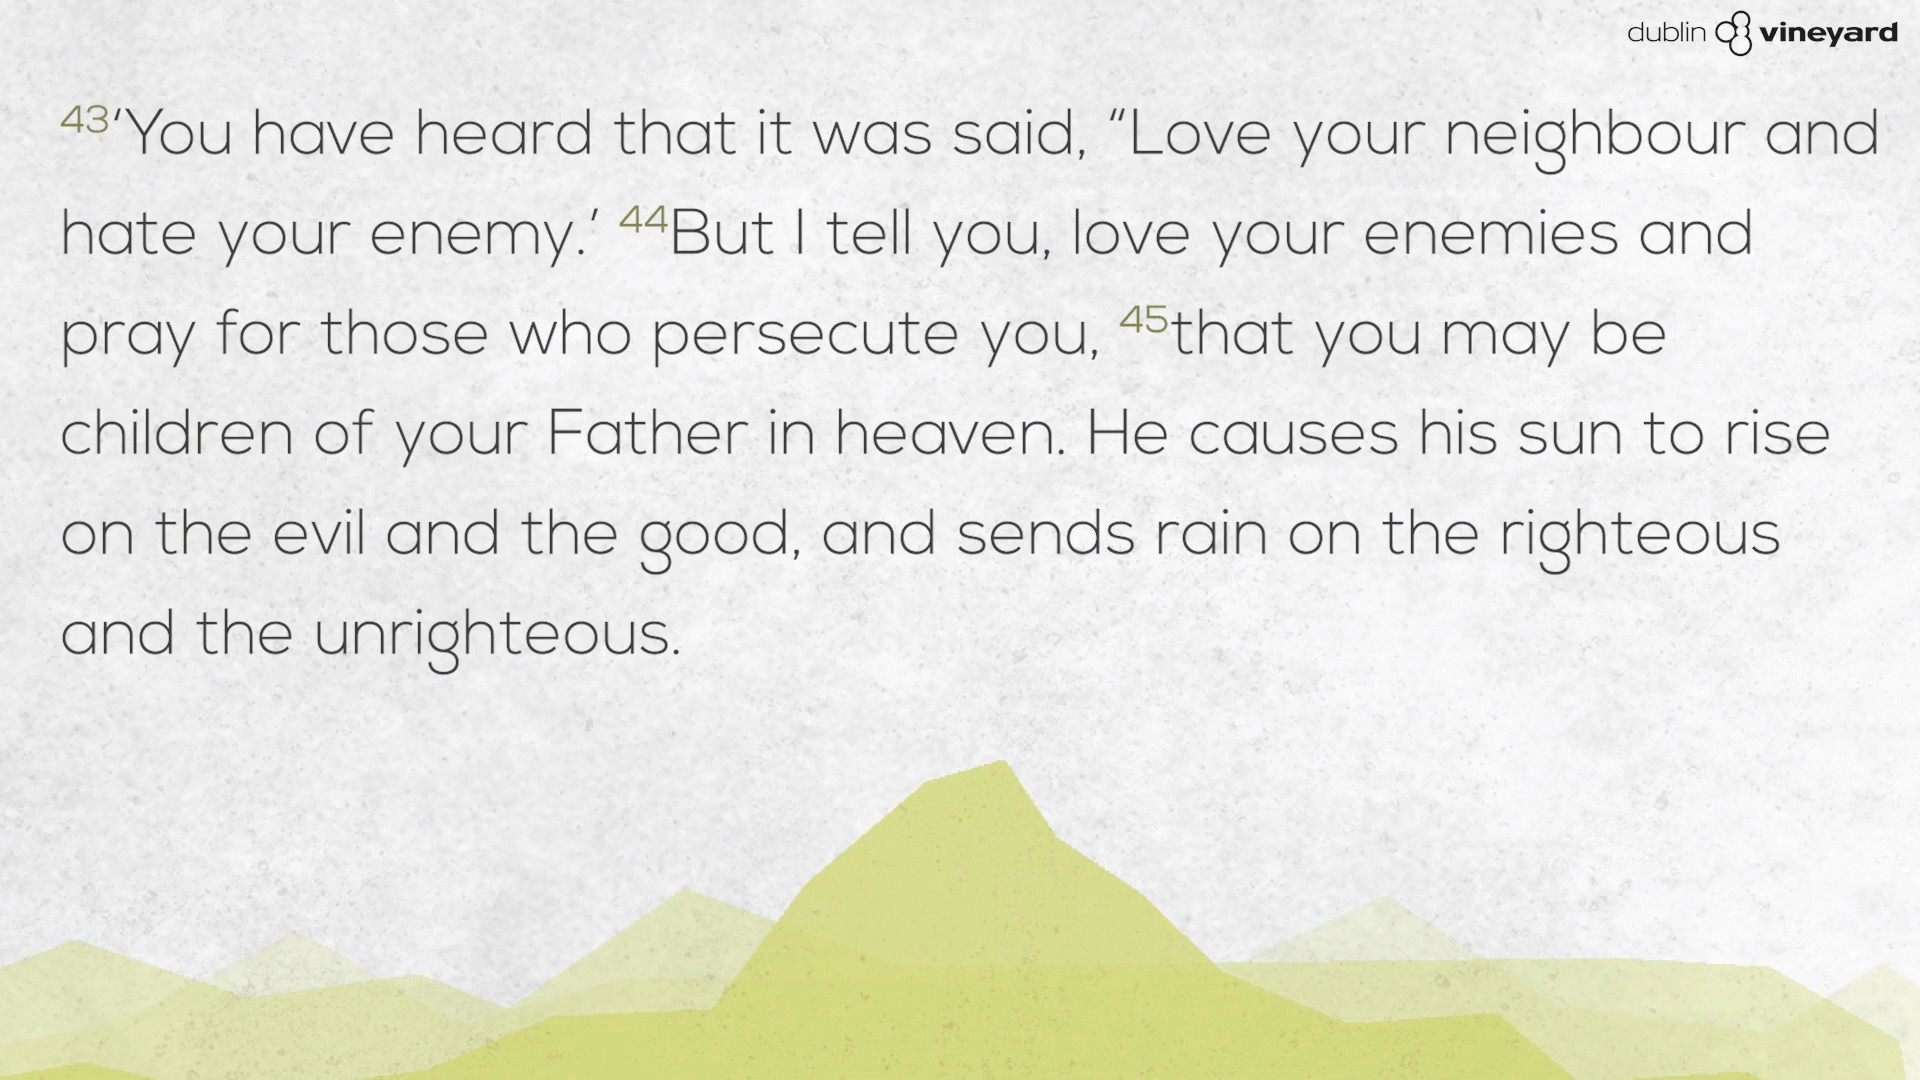 dublin vineyard
43‘You have heard that it was said, “Love your neighbour and
hate your enemy.’ 44But I tell you, love your enemies and
pray for those who persecute you, 45that you may be
children of your Father in heaven. He causes his sun to rise
on the evil and the good, and sends rain on the righteous
and the unrighteous.